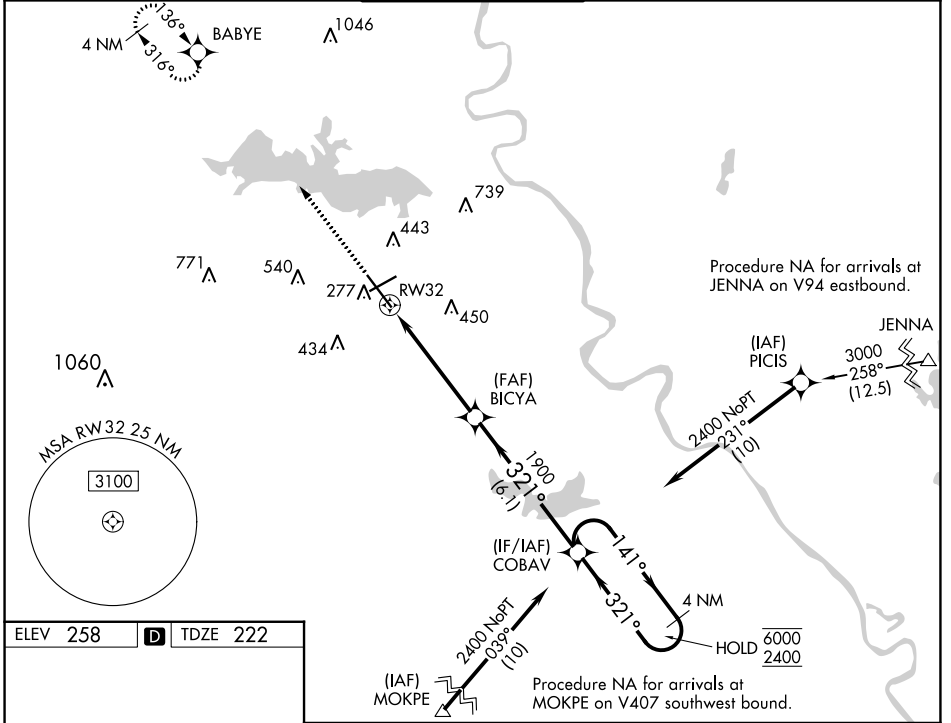 136°
316°
4 NM
BABYE
1046
739
443
771
540
277
RW32
450
434
1060
Procedure NA for arrivals at
JENNA on V94 eastbound.
JENNA
(IAF)
PICIS
3000
258°
(12.5)
2400 NoPT
231°
(10)
(FAF)
BICYA
MSA RW32 25 NM
3100
1900
321°
(6.1)
(IF/IAF)
COBAV
141°
321°
4 NM
HOLD
6000
2400
2400 NoPT
039°
(10)
(IAF)
MOKPE
Procedure NA for arrivals at
MOKPE on V407 southwest bound.
ELEV 258 D TDZE 222